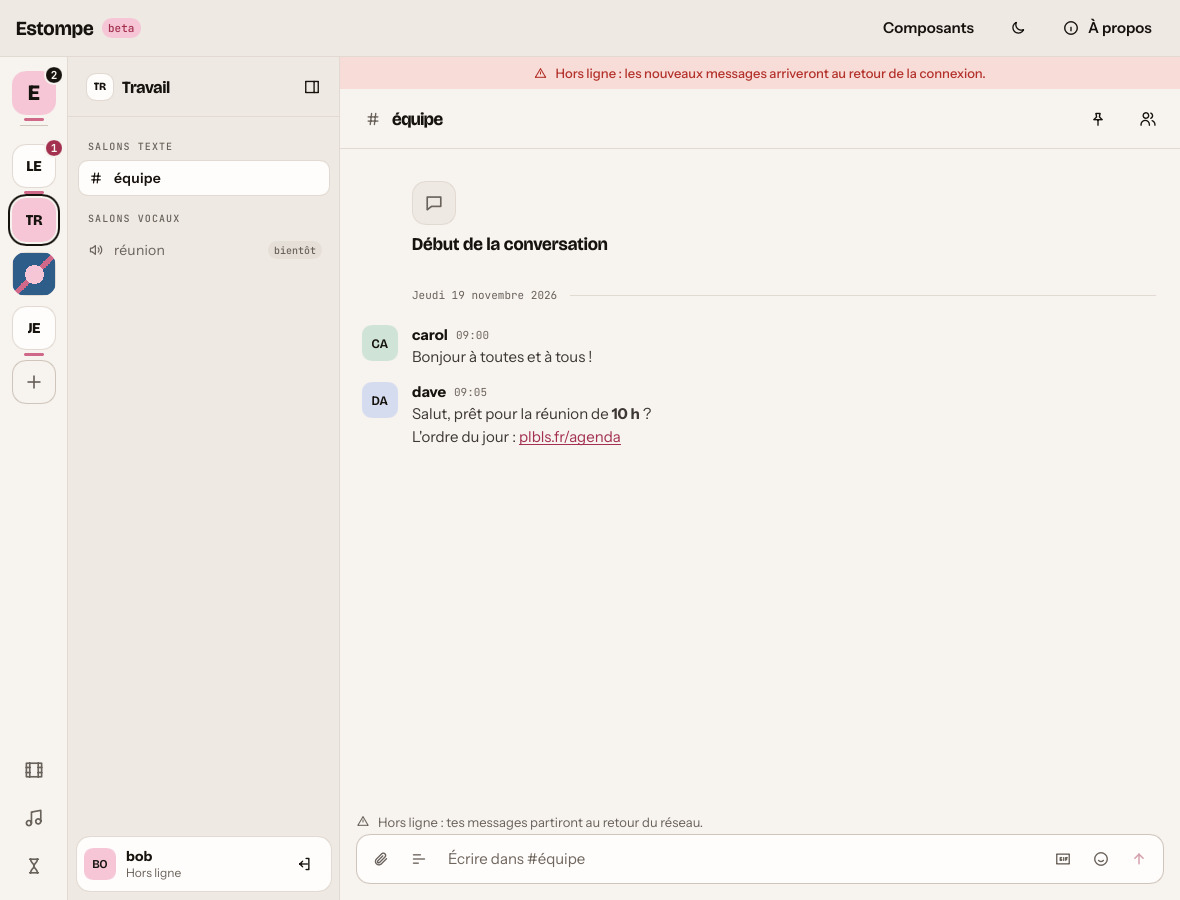 Estompe beta
Composants
À propos
E 2
LE 1
TR
JE
TR Travail
SALONS TEXTE
# équipe
SALONS VOCAUX
réunion bientôt
BO bob
Hors ligne
Hors ligne : les nouveaux messages arriveront au retour de la connexion.
# équipe
Début de la conversation
Jeudi 19 novembre 2026
CA carol 09:00
Bonjour à toutes et à tous !
DA dave 09:05
Salut, prêt pour la réunion de 10 h ?
L'ordre du jour : plbls.fr/agenda
Hors ligne : tes messages partiront au retour du réseau.
Écrire dans #équipe
GIF